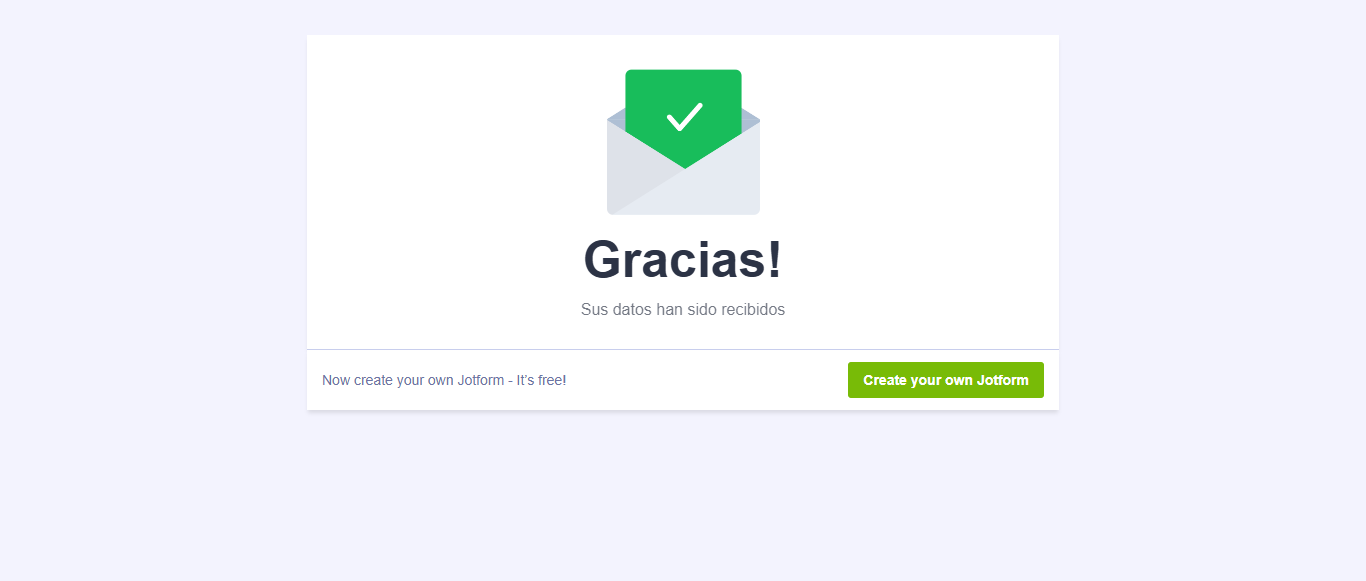 Gracias!
Sus datos han sido recibidos
Now create your own Jotform - It's free!
Create your own Jotform